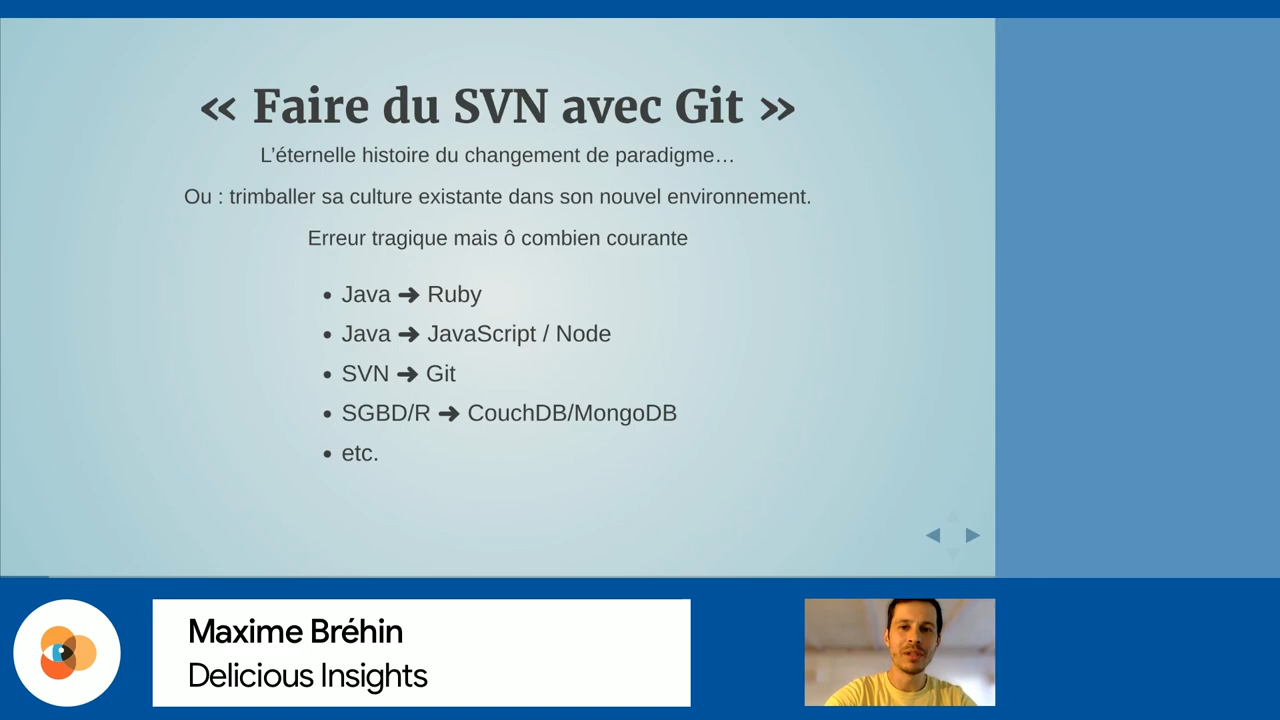 « Faire du SVN avec Git »
L’éternelle histoire du changement de paradigme…
Ou : trimballer sa culture existante dans son nouvel environnement.
Erreur tragique mais ô combien courante
• Java ➜ Ruby
• Java ➜ JavaScript / Node
• SVN ➜ Git
• SGBD/R ➜ CouchDB/MongoDB
• etc.
Maxime Bréhin
Delicious Insights